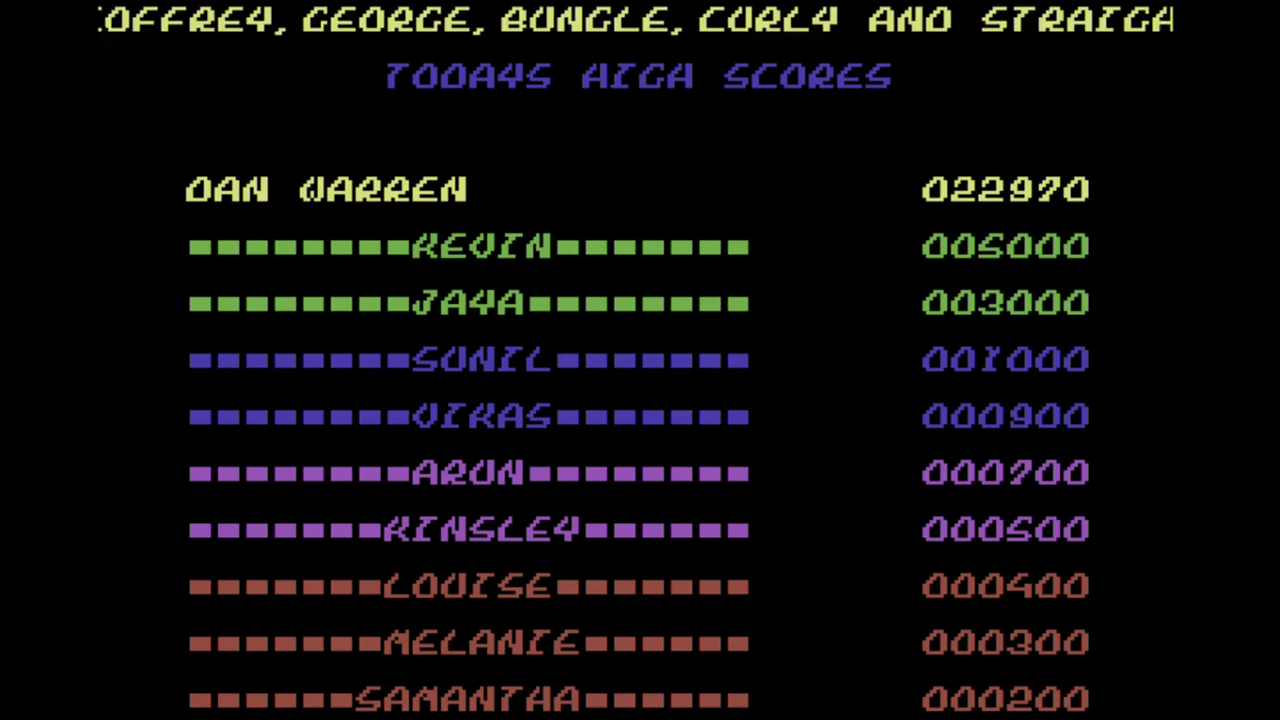 OFFREY, GEORGE, BUNGLE, CURLY AND STRAIGH
TODAYS HIGH SCORES
DAN WARREN 022970
KEVIN 005000
JAYA 003000
SUNIL 001000
VIKAS 000900
ARUN 000700
KINSLEY 000500
LOUISE 000400
MELANIE 000300
SAMANTHA 000200